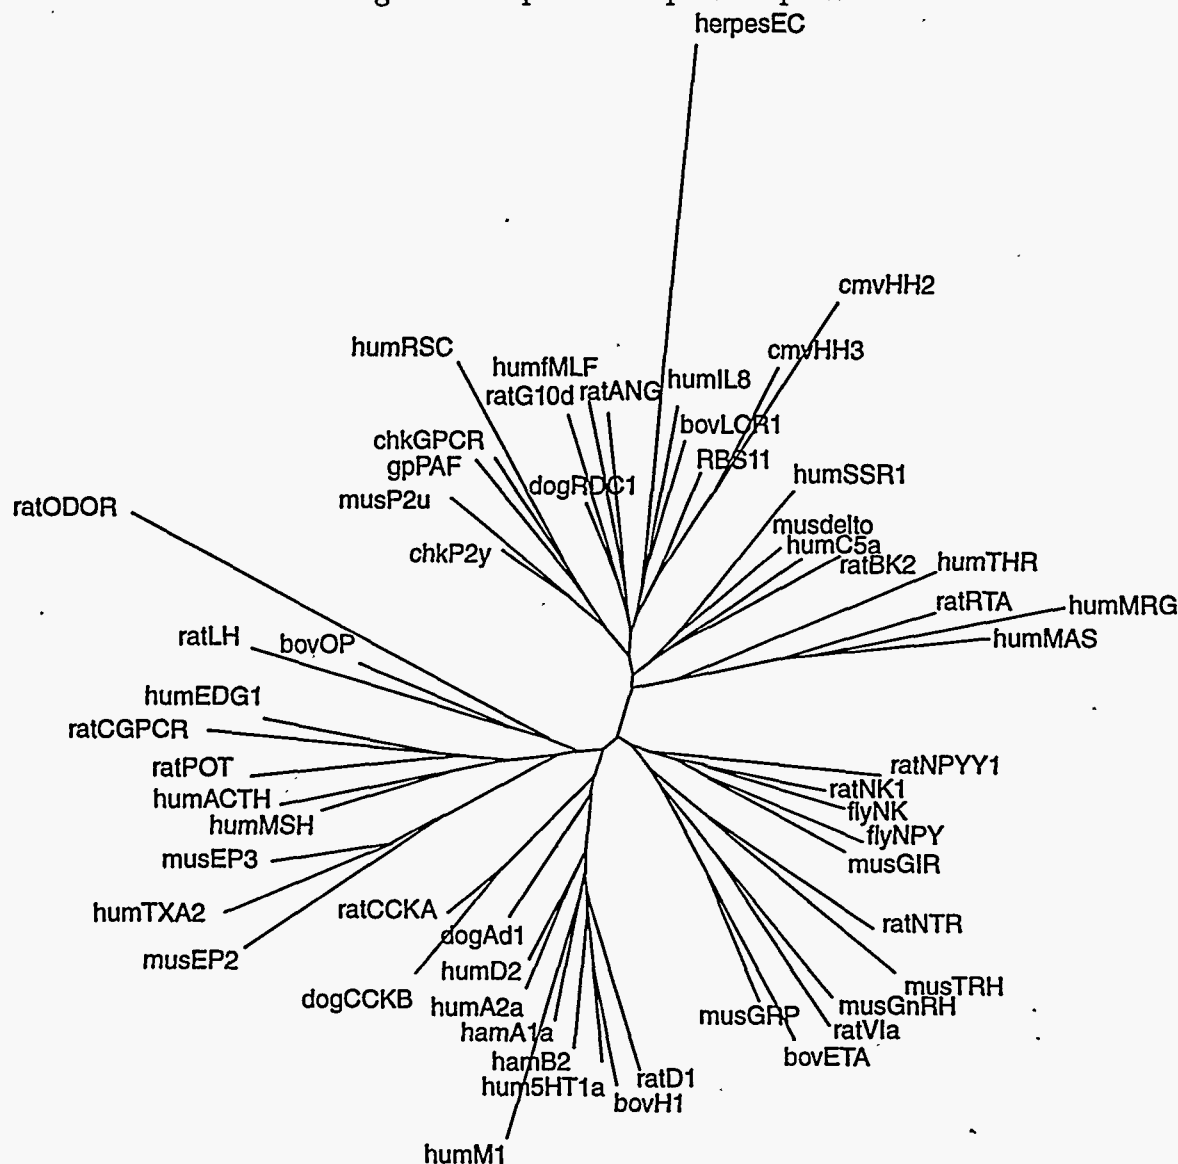 herpesEC
cmvHH2
humRSC
cmvHH3
humfMLF
humIL8
ratG10d
ratANG
bovLCR1
chkGPCR
RBS11
gpPAF
humSSR1
dogRDC1
musP2u
ratODOR
musdelto
humC5a
chkP2y
ratBK2
humTHR
ratRTA
humMRG
humMAS
ratLH
bovOP
humEDG1
ratCGPCR
ratPOT
ratNPYY1
ratNK1
humACTH
flyNK
humMSH
flyNPY
musEP3
musGIR
humTXA2
ratCCKA
ratNTR
dogAd1
musEP2
humD2
musTRH
dogCCKB
humA2a
musGnRH
musGRP
hamA1a
ratVIa
bovETA
hamB2
hum5HT1a
ratD1
bovH1
humM1